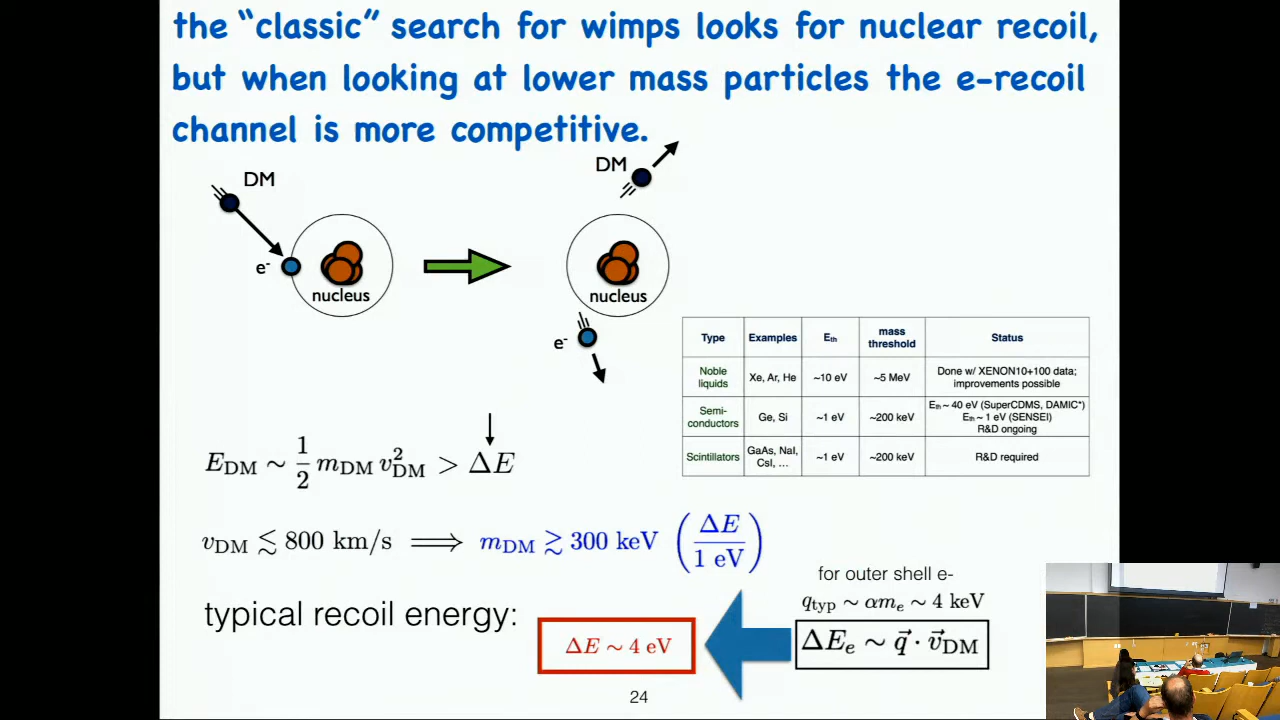 the “classic” search for wimps looks for nuclear recoil,
but when looking at lower mass particles the e-recoil
channel is more competitive.
DM
e-
nucleus
DM
nucleus
e-
Type Examples Eth mass threshold Status
Noble liquids Xe, Ar, He ~10 eV ~5 MeV Done w/ XENON10+100 data; improvements possible
Semi-conductors Ge, Si ~1 eV ~200 keV Eth ~ 40 eV (SuperCDMS, DAMIC*) Eth ~ 1 eV (SENSEI) R&D ongoing
Scintillators GaAs, NaI, CsI, ... ~1 eV ~200 keV R&D required
E_DM ~ 1/2 m_DM v²_DM > ΔE
v_DM ≲ 800 km/s ⟹ m_DM ≳ 300 keV (ΔE / 1 eV)
for outer shell e-
q_typ ~ αm_e ~ 4 keV
typical recoil energy:
ΔE ~ 4 eV
ΔE_e ~ q⃗ · v⃗_DM
24